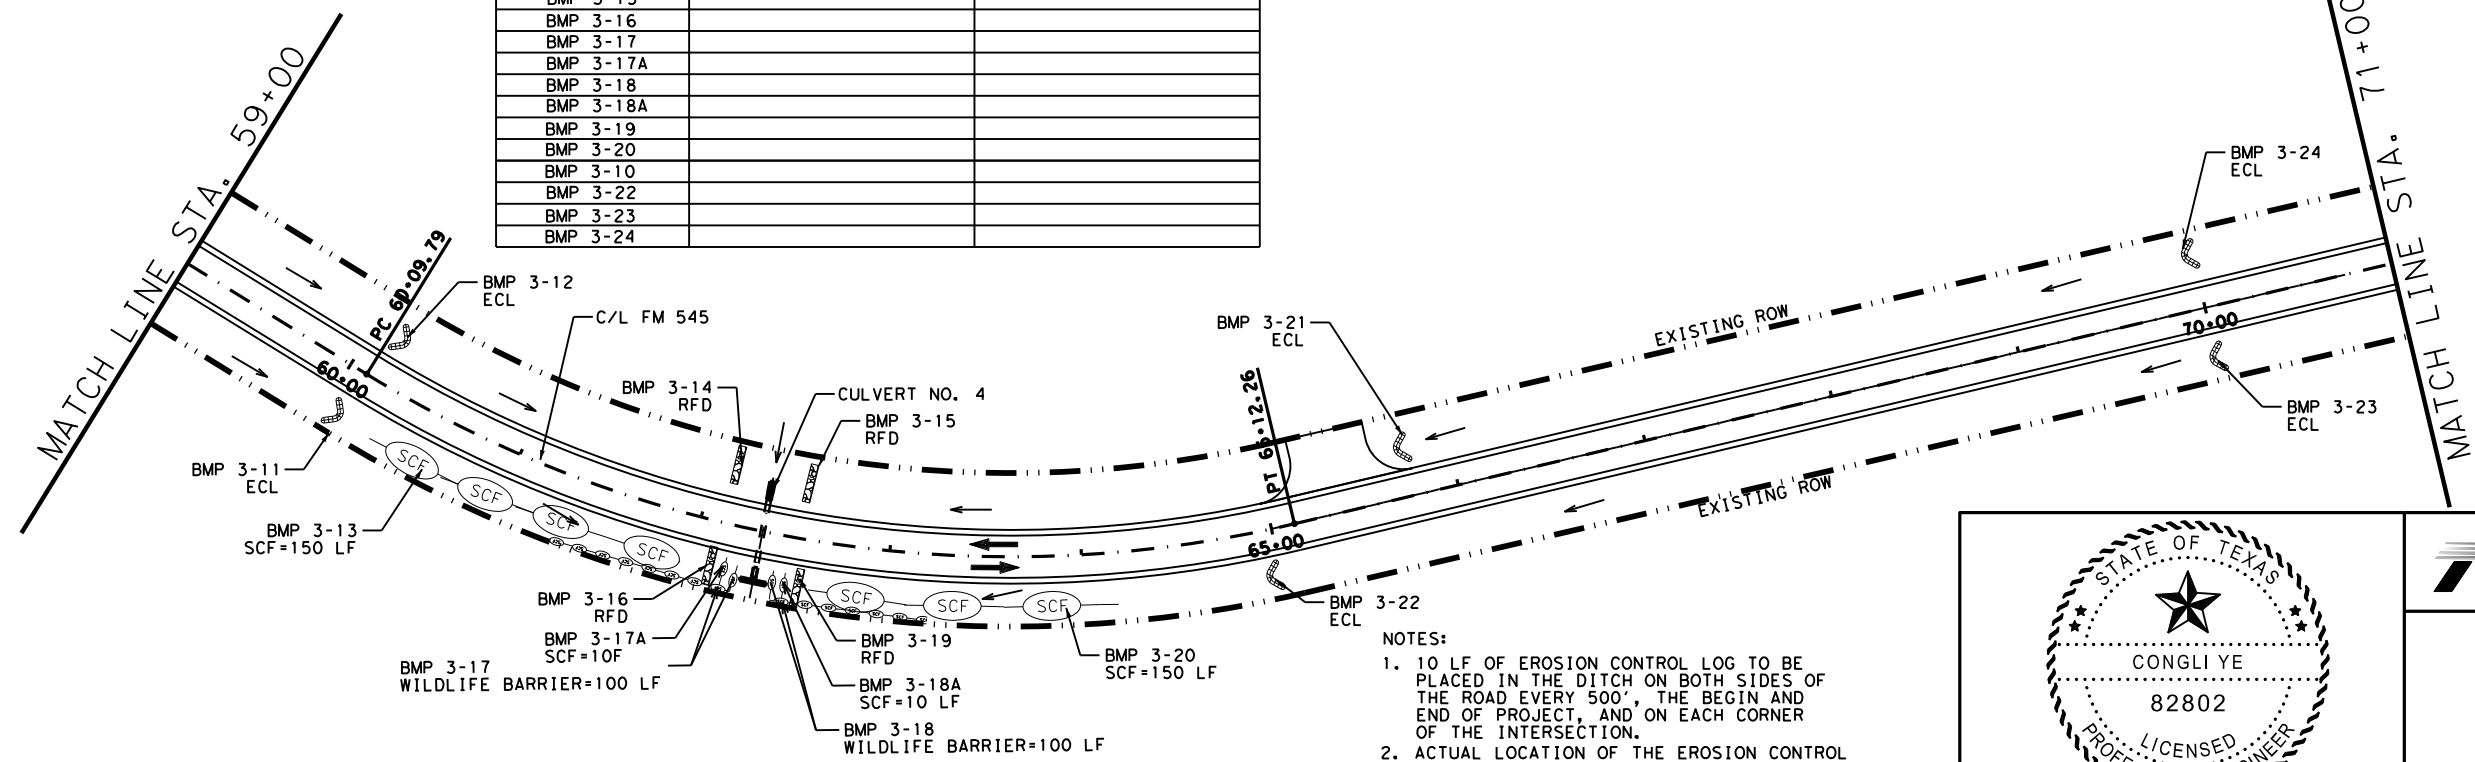 BMP 3-15
BMP 3-16
BMP 3-17
BMP 3-17A
BMP 3-18
BMP 3-18A
BMP 3-19
BMP 3-20
BMP 3-10
BMP 3-22
BMP 3-23
BMP 3-24
MATCH LINE STA. 59+00
MATCH LINE STA. 71+00
PC 60+09.79
60+00
BMP 3-12
ECL
C/L FM 545
BMP 3-14
RFD
CULVERT NO. 4
BMP 3-15
RFD
BMP 3-21
ECL
PT 65+12.26
65+00
EXISTING ROW
EXISTING ROW
70+00
BMP 3-24
ECL
BMP 3-23
ECL
BMP 3-11
ECL
BMP 3-13
SCF=150 LF
SCF
SCF
SCF
SCF
BMP 3-16
RFD
BMP 3-17A
SCF=10F
BMP 3-17
WILDLIFE BARRIER=100 LF
SCF
SCF
SCF
BMP 3-19
RFD
BMP 3-18A
SCF=10 LF
BMP 3-18
WILDLIFE BARRIER=100 LF
BMP 3-20
SCF=150 LF
BMP 3-22
ECL
NOTES:
1. 10 LF OF EROSION CONTROL LOG TO BE
PLACED IN THE DITCH ON BOTH SIDES OF
THE ROAD EVERY 500', THE BEGIN AND
END OF PROJECT, AND ON EACH CORNER
OF THE INTERSECTION.
2. ACTUAL LOCATION OF THE EROSION CONTROL
STATE OF TEXAS
CONGLI YE
82802
LICENSED